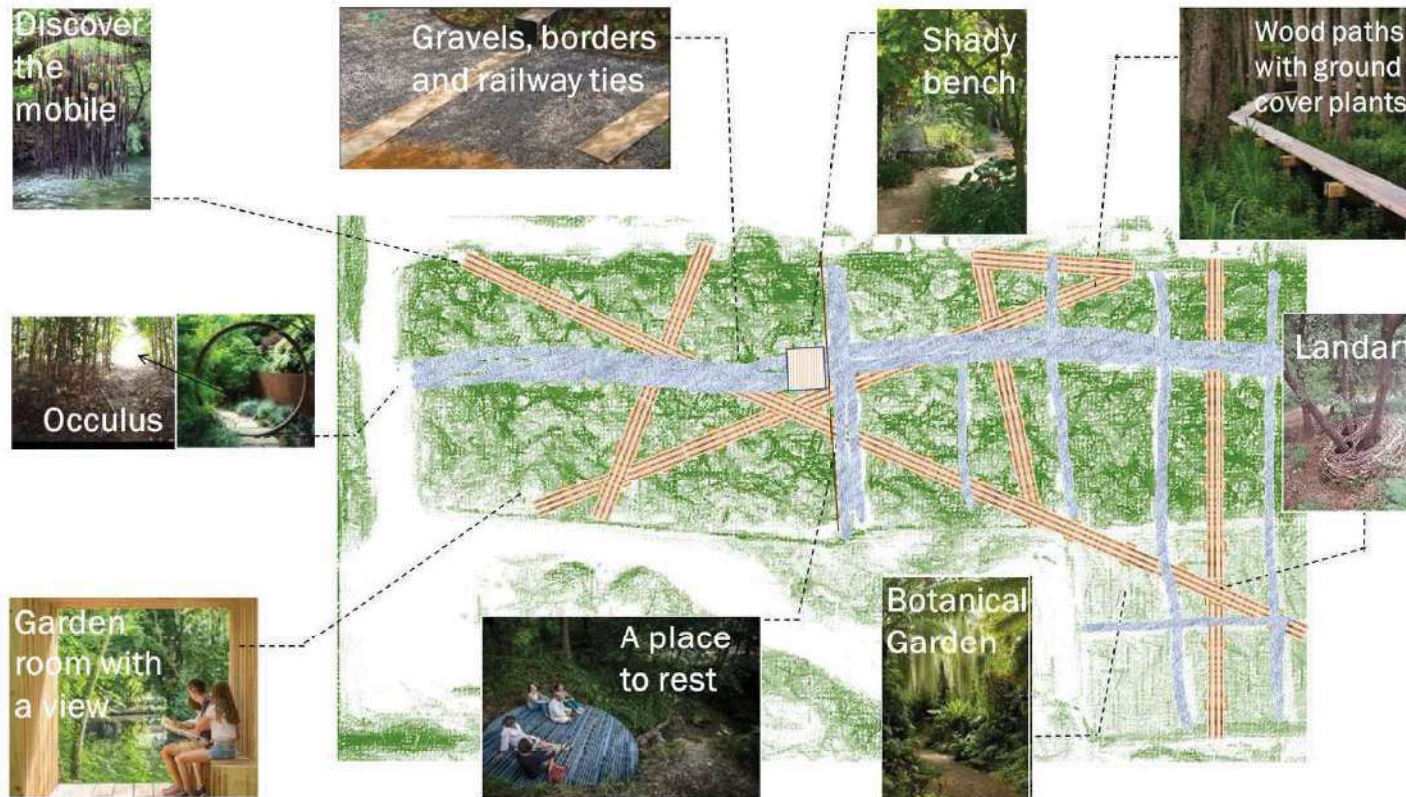 Discover
the
mobile
Gravels, borders
and railway ties
Shady
bench
Wood paths
with ground
cover plants
Occulus
Landart
Garden
room with
a view
A place
to rest
Botanical
Garden